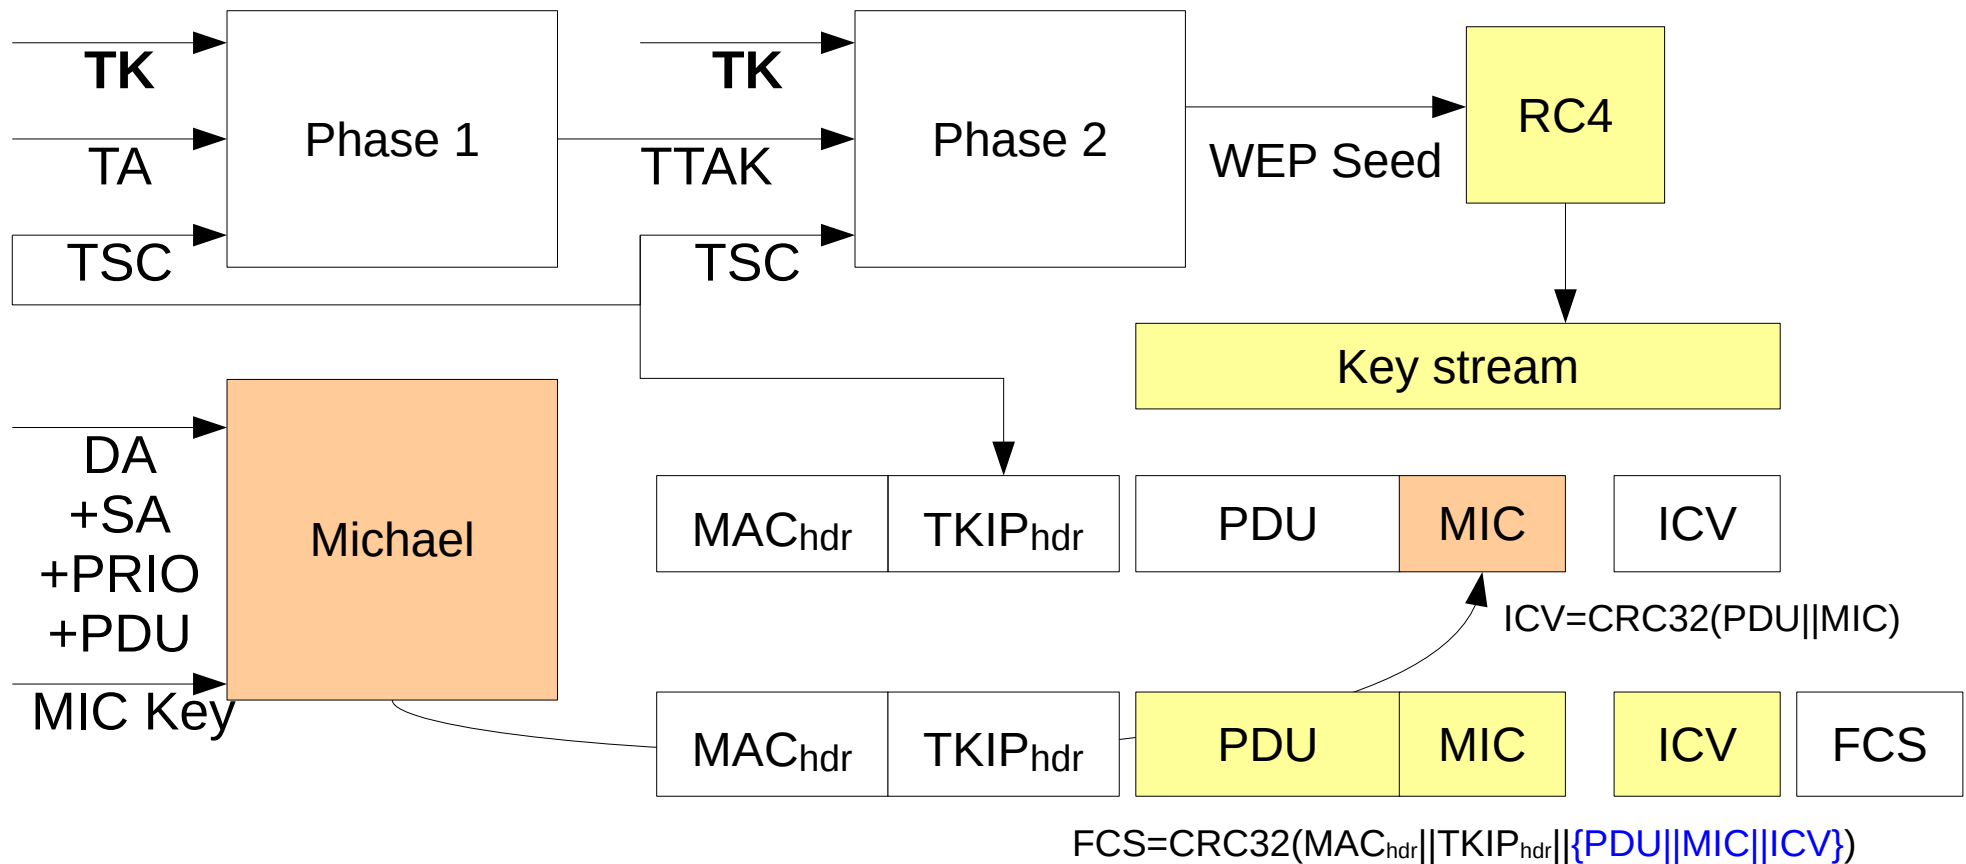 TK
TA
TSC
Phase 1
TK
TTAK
TSC
Phase 2
WEP Seed
RC4
Key stream
DA
+SA
+PRIO
+PDU
MIC Key
Michael
MAChdr TKIPhdr PDU MIC ICV
ICV=CRC32(PDU||MIC)
MAChdr TKIPhdr PDU MIC ICV FCS
FCS=CRC32(MAChdr||TKIPhdr||{PDU||MIC||ICV})